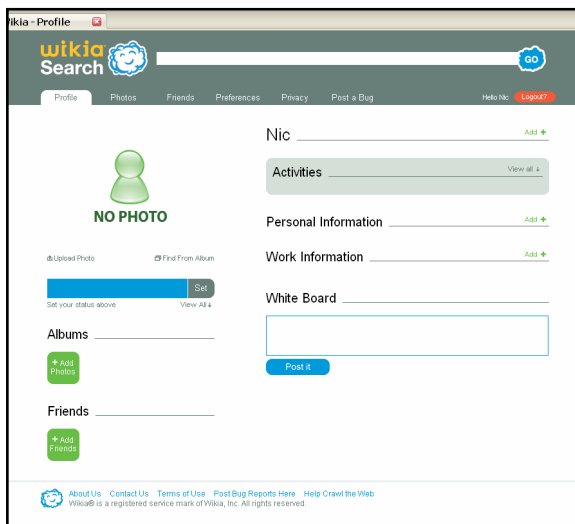 Wikia - Profile
wikia
Search
GO
Profile Photos Friends Preferences Privacy Post a Bug Hello Nic Logout?
NO PHOTO
Upload Photo Find From Album
Set
Set your status above View All
Albums
+ Add
Photos
Friends
+ Add
Friends
Nic Add +
Activities View all
Personal Information Add +
Work Information Add +
White Board
Post it
About Us Contact Us Terms of Use Post Bug Reports Here Help Crawl the Web
Wikia® is a registered service mark of Wikia, Inc. All rights reserved.